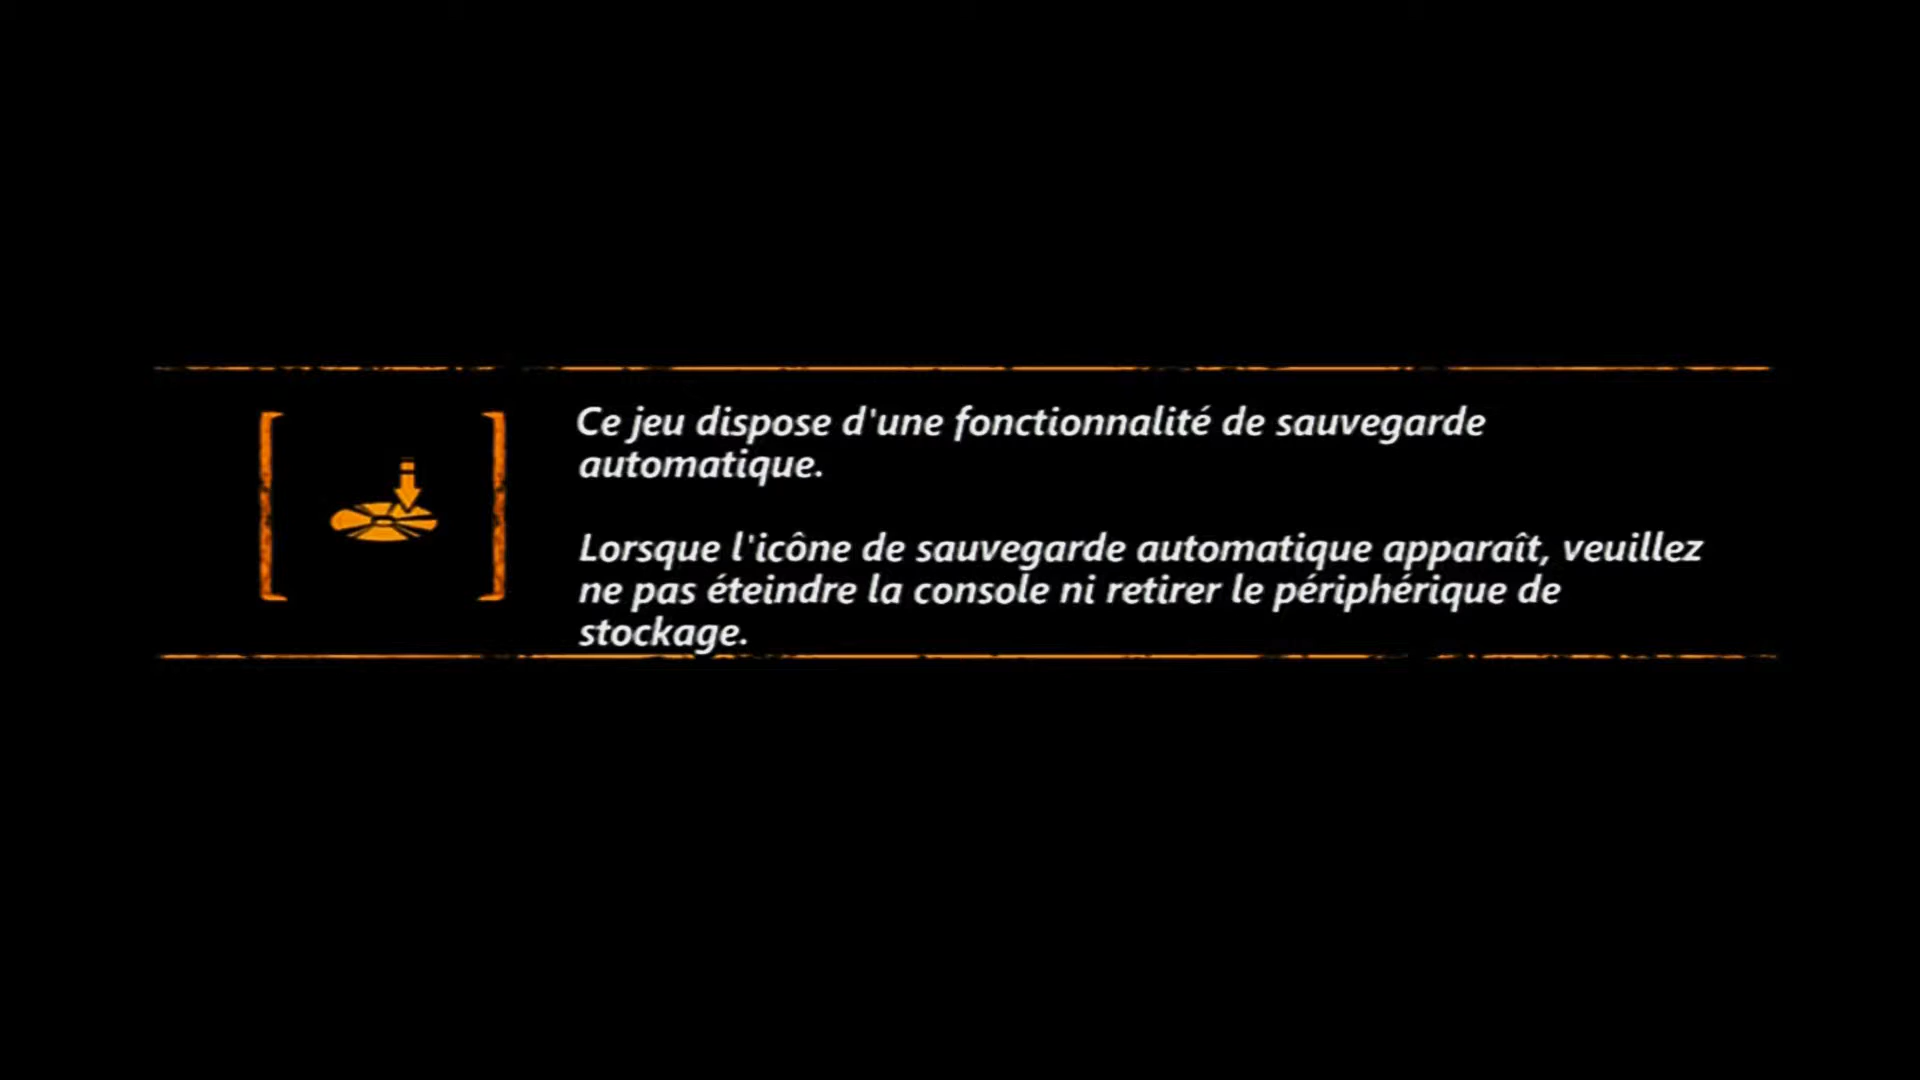 Ce jeu dispose d'une fonctionnalité de sauvegarde
automatique.
Lorsque l'icône de sauvegarde automatique apparaît, veuillez
ne pas éteindre la console ni retirer le périphérique de
stockage.